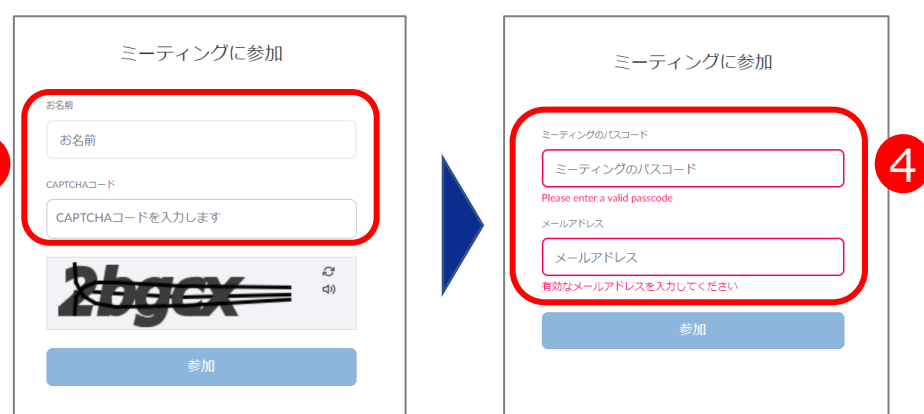 ミーティングに参加
お名前
お名前
CAPTCHAコード
CAPTCHAコードを入力します
2bgcx
参加
ミーティングに参加
ミーティングのパスコード
ミーティングのパスコード
Please enter a valid passcode
メールアドレス
メールアドレス
有効なメールアドレスを入力してください
参加
4